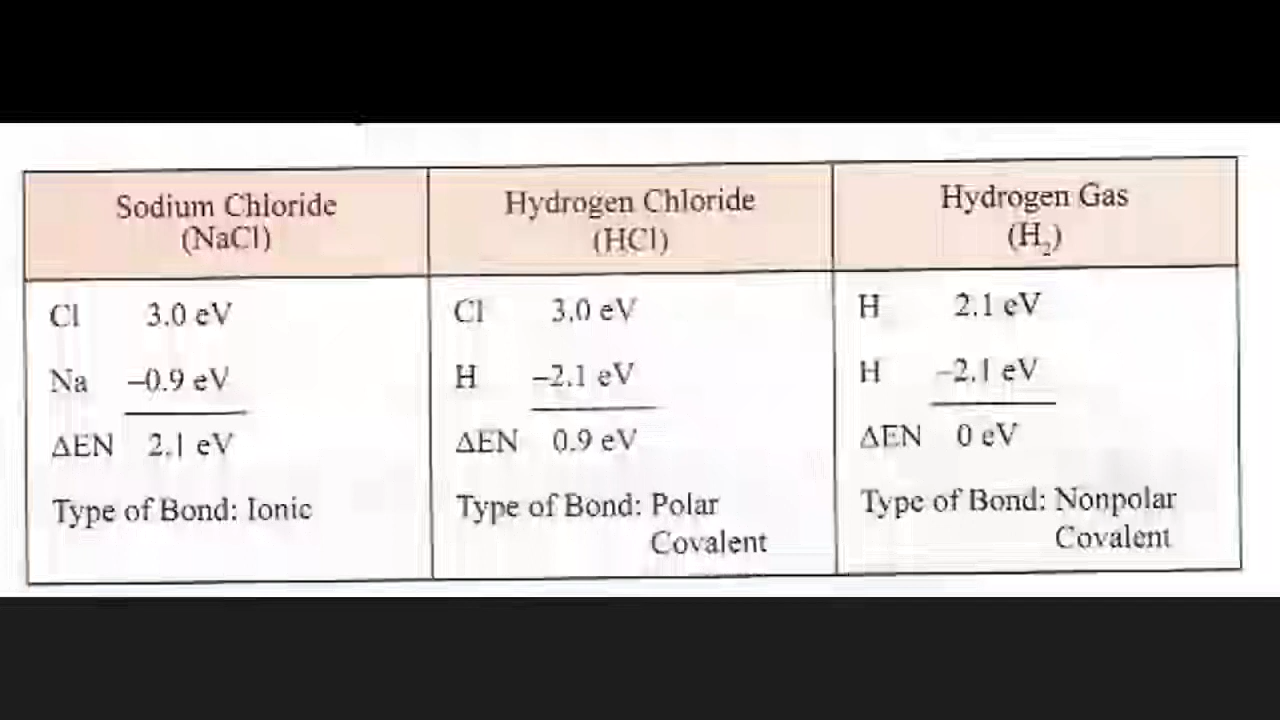 Sodium Chloride
(NaCl)
Cl 3.0 eV
Na –0.9 eV
ΔEN 2.1 eV
Type of Bond: Ionic
Hydrogen Chloride
(HCl)
Cl 3.0 eV
H –2.1 eV
ΔEN 0.9 eV
Type of Bond: Polar
Covalent
Hydrogen Gas
(H₂)
H 2.1 eV
H –2.1 eV
ΔEN 0 eV
Type of Bond: Nonpolar
Covalent